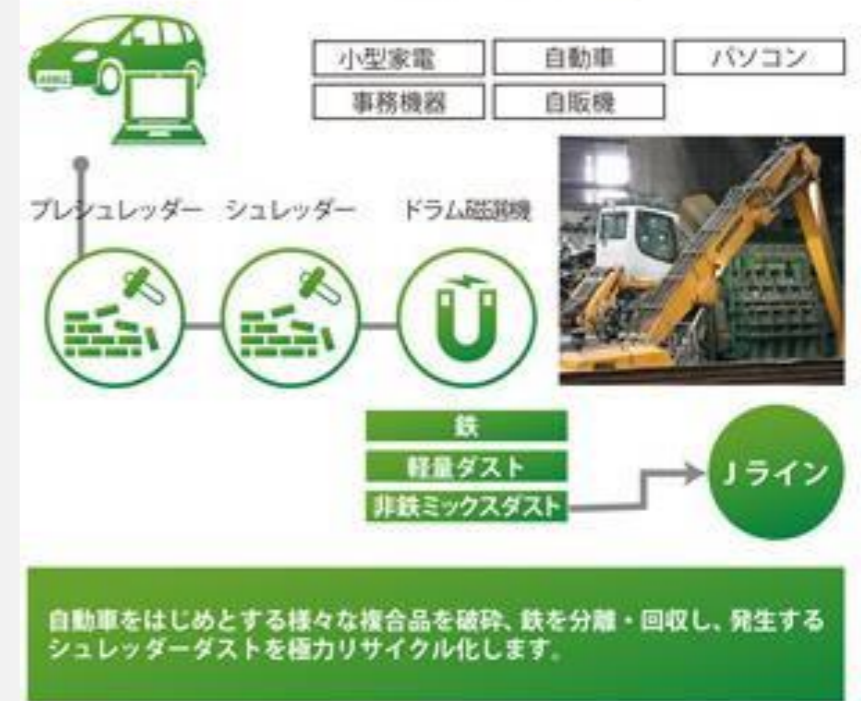 小型家電
自動車
パソコン
事務機器
自販機
プレシュレッダー
シュレッダー
ドラム磁選機
鉄
軽量ダスト
非鉄ミックスダスト
Jライン
自動車をはじめとする様々な複合品を破砕、鉄を分離・回収し、発生する
シュレッダーダストを極力リサイクル化します。